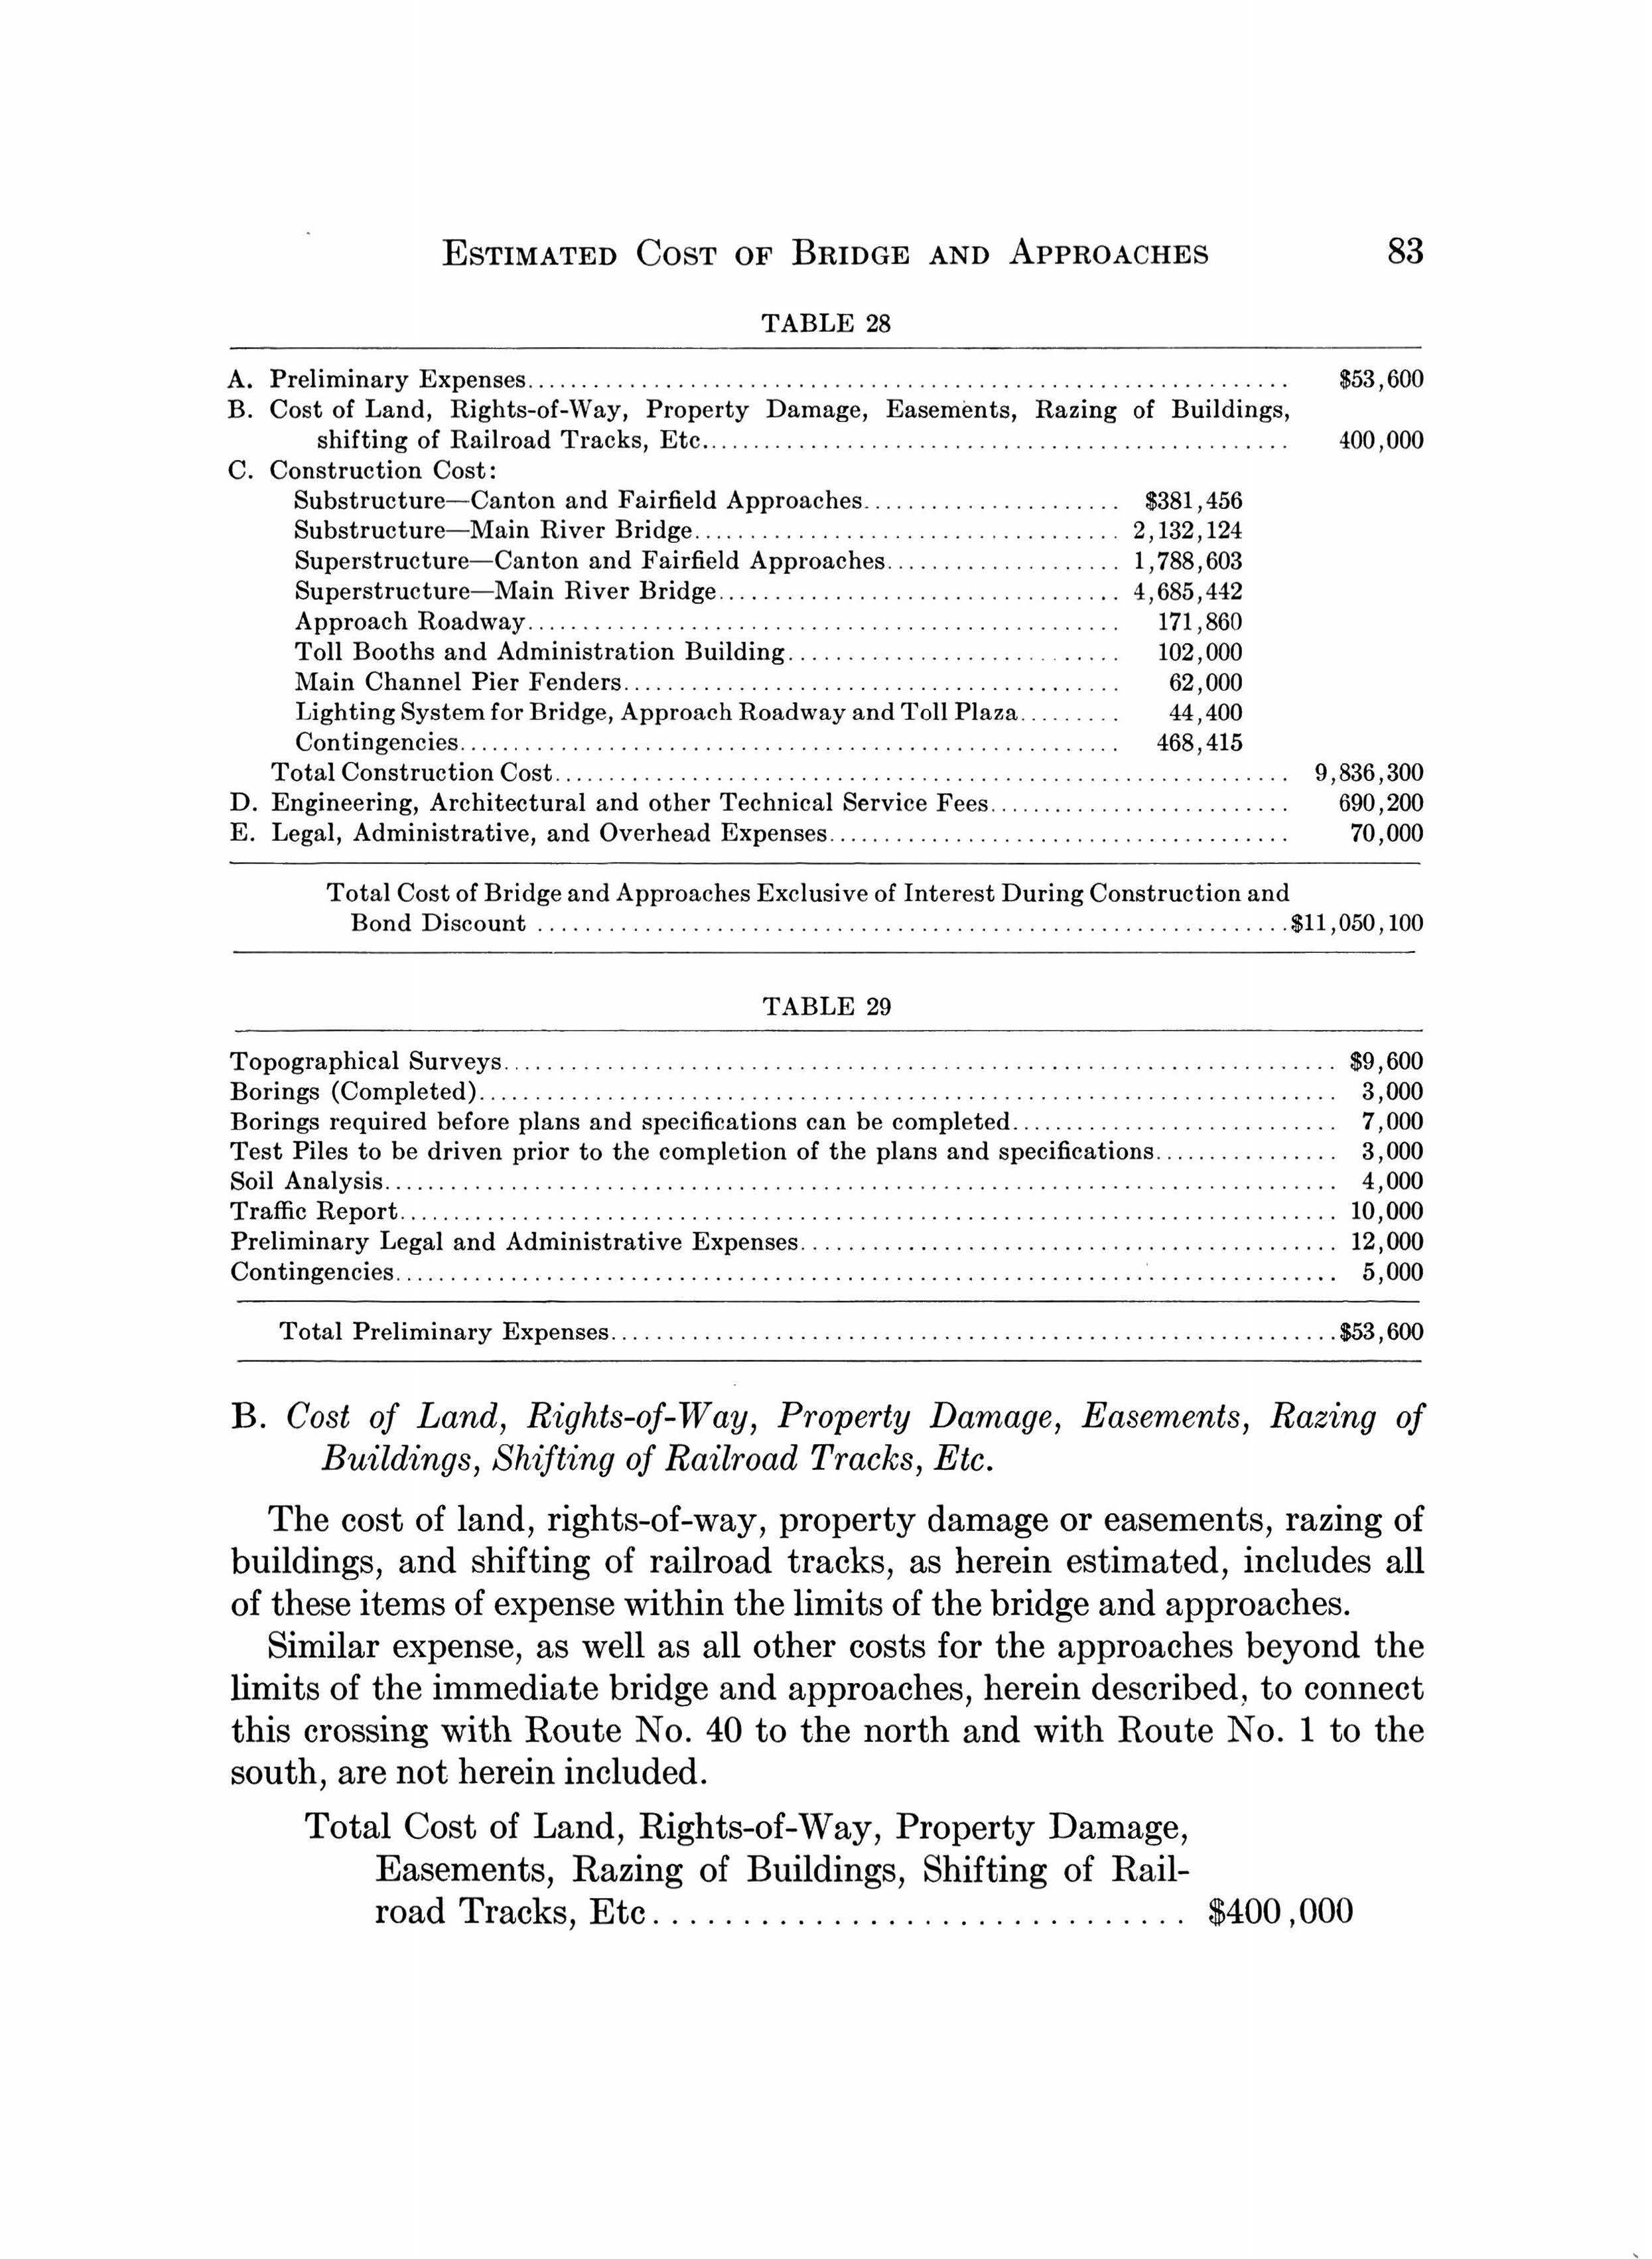 ESTIMATED COST OF BRIDGE AND APPROACHES 83
TABLE 28
A. Preliminary Expenses........ $53,600
B. Cost of Land, Rights-of-Way, Property Damage, Easements, Razing of Buildings,
shifting of Railroad Tracks, Etc........ 400,000
C. Construction Cost:
Substructure—Canton and Fairfield Approaches........ $381,456
Substructure—Main River Bridge........ 2,132,124
Superstructure—Canton and Fairfield Approaches........ 1,788,603
Superstructure—Main River Bridge........ 4,685,442
Approach Roadway........ 171,860
Toll Booths and Administration Building........ 102,000
Main Channel Pier Fenders........ 62,000
Lighting System for Bridge, Approach Roadway and Toll Plaza........ 44,400
Contingencies........ 468,415
Total Construction Cost........ 9,836,300
D. Engineering, Architectural and other Technical Service Fees........ 690,200
E. Legal, Administrative, and Overhead Expenses........ 70,000
Total Cost of Bridge and Approaches Exclusive of Interest During Construction and
Bond Discount ........ $11,050,100
TABLE 29
Topographical Surveys........ $9,600
Borings (Completed)........ 3,000
Borings required before plans and specifications can be completed........ 7,000
Test Piles to be driven prior to the completion of the plans and specifications........ 3,000
Soil Analysis........ 4,000
Traffic Report........ 10,000
Preliminary Legal and Administrative Expenses........ 12,000
Contingencies........ 5,000
Total Preliminary Expenses........ $53,600
B. Cost of Land, Rights-of-Way, Property Damage, Easements, Razing of
Buildings, Shifting of Railroad Tracks, Etc.
The cost of land, rights-of-way, property damage or easements, razing of
buildings, and shifting of railroad tracks, as herein estimated, includes all
of these items of expense within the limits of the bridge and approaches.
Similar expense, as well as all other costs for the approaches beyond the
limits of the immediate bridge and approaches, herein described, to connect
this crossing with Route No. 40 to the north and with Route No. 1 to the
south, are not herein included.
Total Cost of Land, Rights-of-Way, Property Damage,
Easements, Razing of Buildings, Shifting of Rail-
road Tracks, Etc........ $400,000